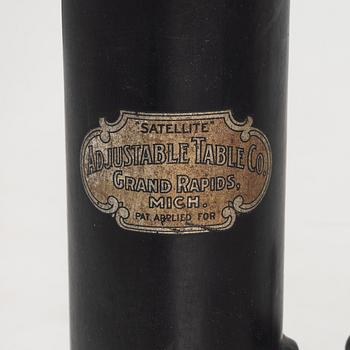 "SATELLITE"
ADJUSTABLE TABLE CO.
GRAND RAPIDS,
MICH.
PAT. APPLIED FOR